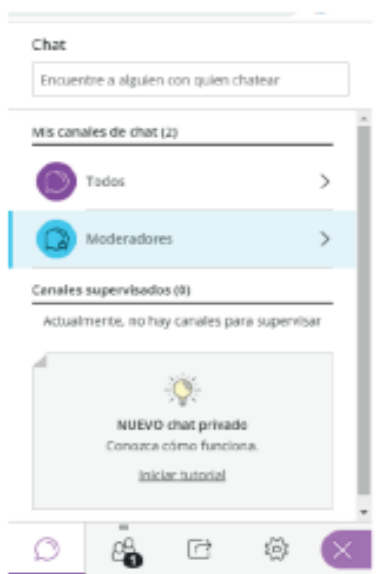 Chat
Encuentre a alguien con quien chatear
Mis canales de chat (2)
Todos
Moderadores
Canales supervisados (0)
Actualmente, no hay canales para supervisar
NUEVO chat privado
Conozca cómo funciona.
Iniciar tutorial
1